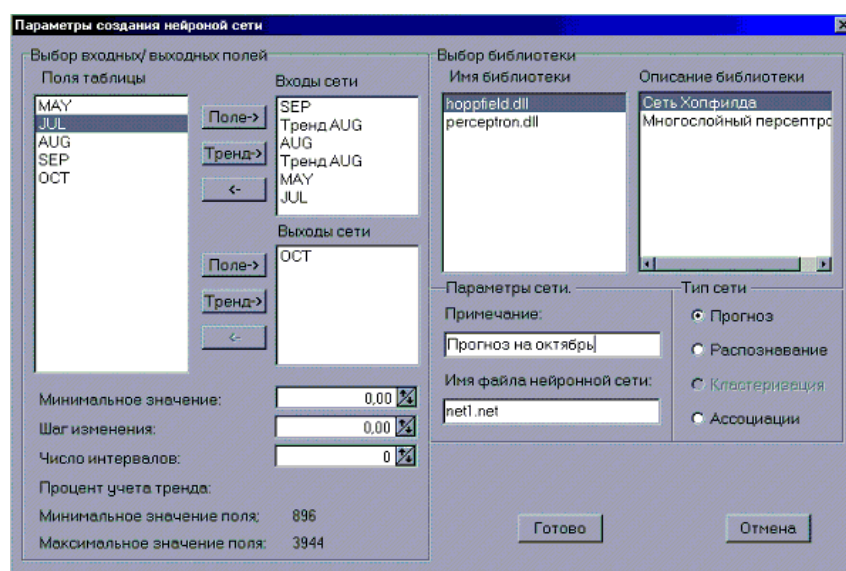 Параметры создания нейроной сети
Выбор входных/ выходных полей
Поля таблицы
MAY
JUL
AUG
SEP
OCT
Поле->
Тренд->
<-
Входы сети
SEP
Тренд AUG
AUG
Тренд AUG
MAY
JUL
Поле->
Тренд->
<-
Выходы сети
OCT
Минимальное значение: 0,00
Шаг изменения: 0,00
Число интервалов: 0
Процент учета тренда:
Минимальное значение поля: 896
Максимальное значение поля: 3944
Выбор библиотеки
Имя библиотеки
hoppfield.dll
perceptron.dll
Описание библиотеки
Сеть Хопфилда
Многослойный персептро
Параметры сети.
Примечание:
Прогноз на октябрь
Имя файла нейронной сети:
net1.net
Тип сети
Прогноз
Распознавание
Кластеризация
Ассоциации
Готово
Отмена